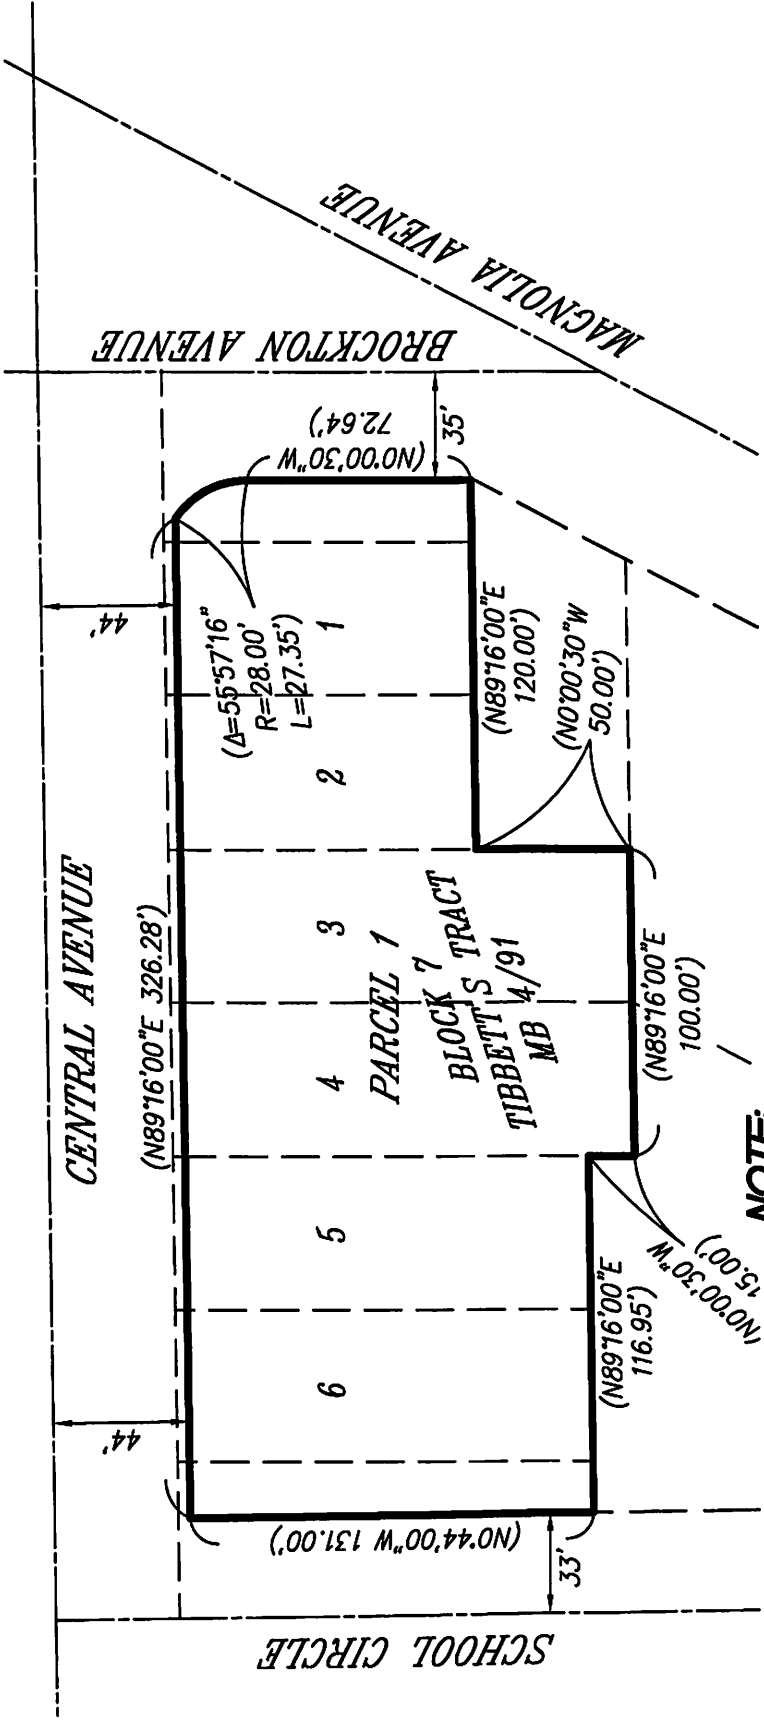 CENTRAL AVENUE
(N89°16'00"E 326.28')
44'
44'
SCHOOL CIRCLE
33'
(N0°44'00"W 131.00')
6
5
4
3
2
1
PARCEL 1
BLOCK 7
TIBBETT'S TRACT
MB 4/91
(Δ=55°57'16"
R=28.00'
L=27.35')
(N0°00'30"W
72.64')
35'
BROCKTON AVENUE
MAGNOLIA AVENUE
(N89°16'00"E
120.00')
(N0°00'30"W
50.00')
(N89°16'00"E
100.00')
(N0°00'30"W
15.00')
(N89°16'00"E
116.95')
NOTE: